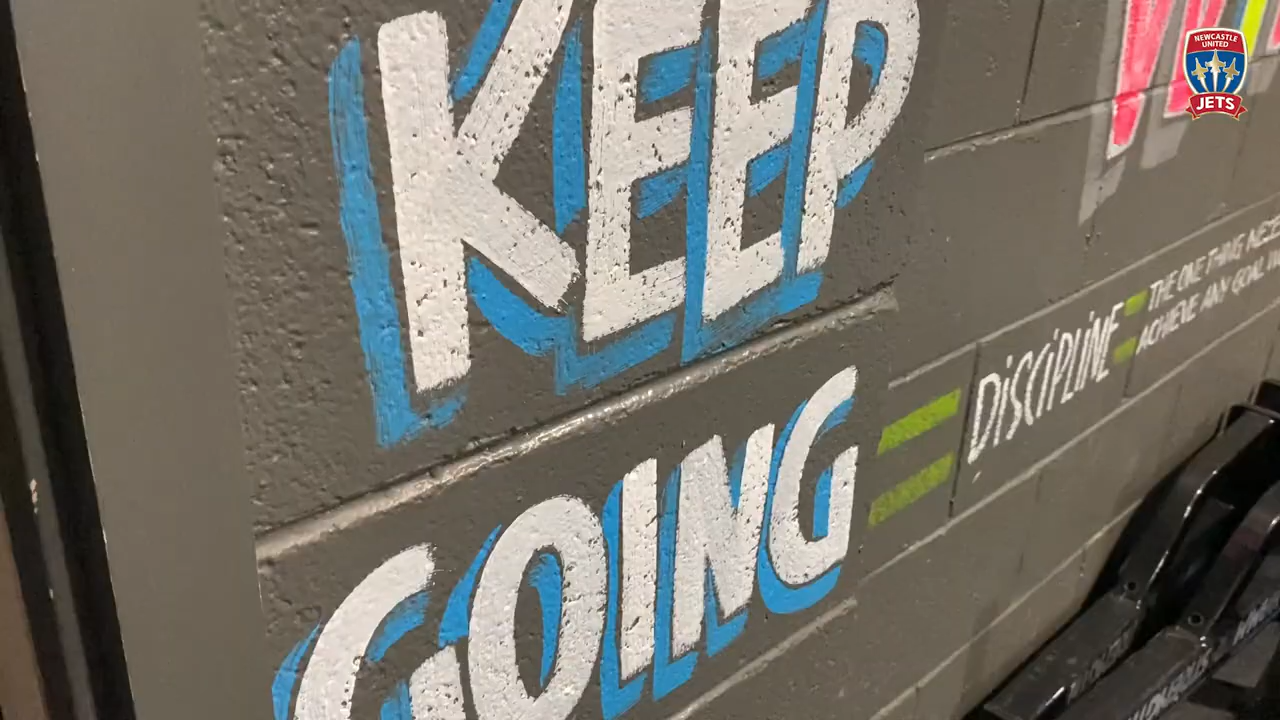 KEEP
GOING
= DISCIPLINE =
THE ONE THING
ACHIEVE ANY GOAL
NEWCASTLE
UNITED
JETS